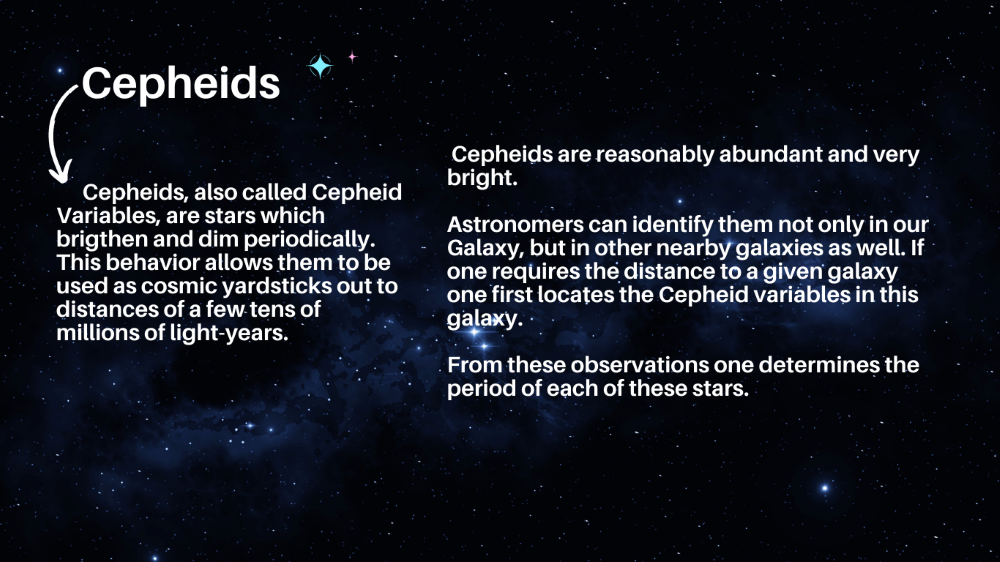 Cepheids
Cepheids, also called Cepheid
Variables, are stars which
brigthen and dim periodically.
This behavior allows them to be
used as cosmic yardsticks out to
distances of a few tens of
millions of light-years.
Cepheids are reasonably abundant and very
bright.
Astronomers can identify them not only in our
Galaxy, but in other nearby galaxies as well. If
one requires the distance to a given galaxy
one first locates the Cepheid variables in this
galaxy.
From these observations one determines the
period of each of these stars.